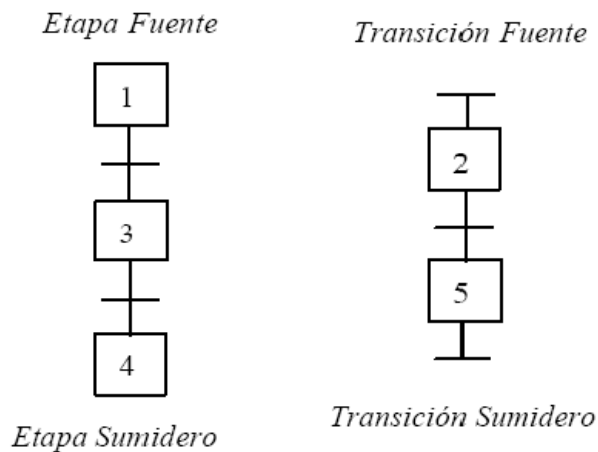 Etapa Fuente
1
3
4
Etapa Sumidero
Transición Fuente
2
5
Transición Sumidero